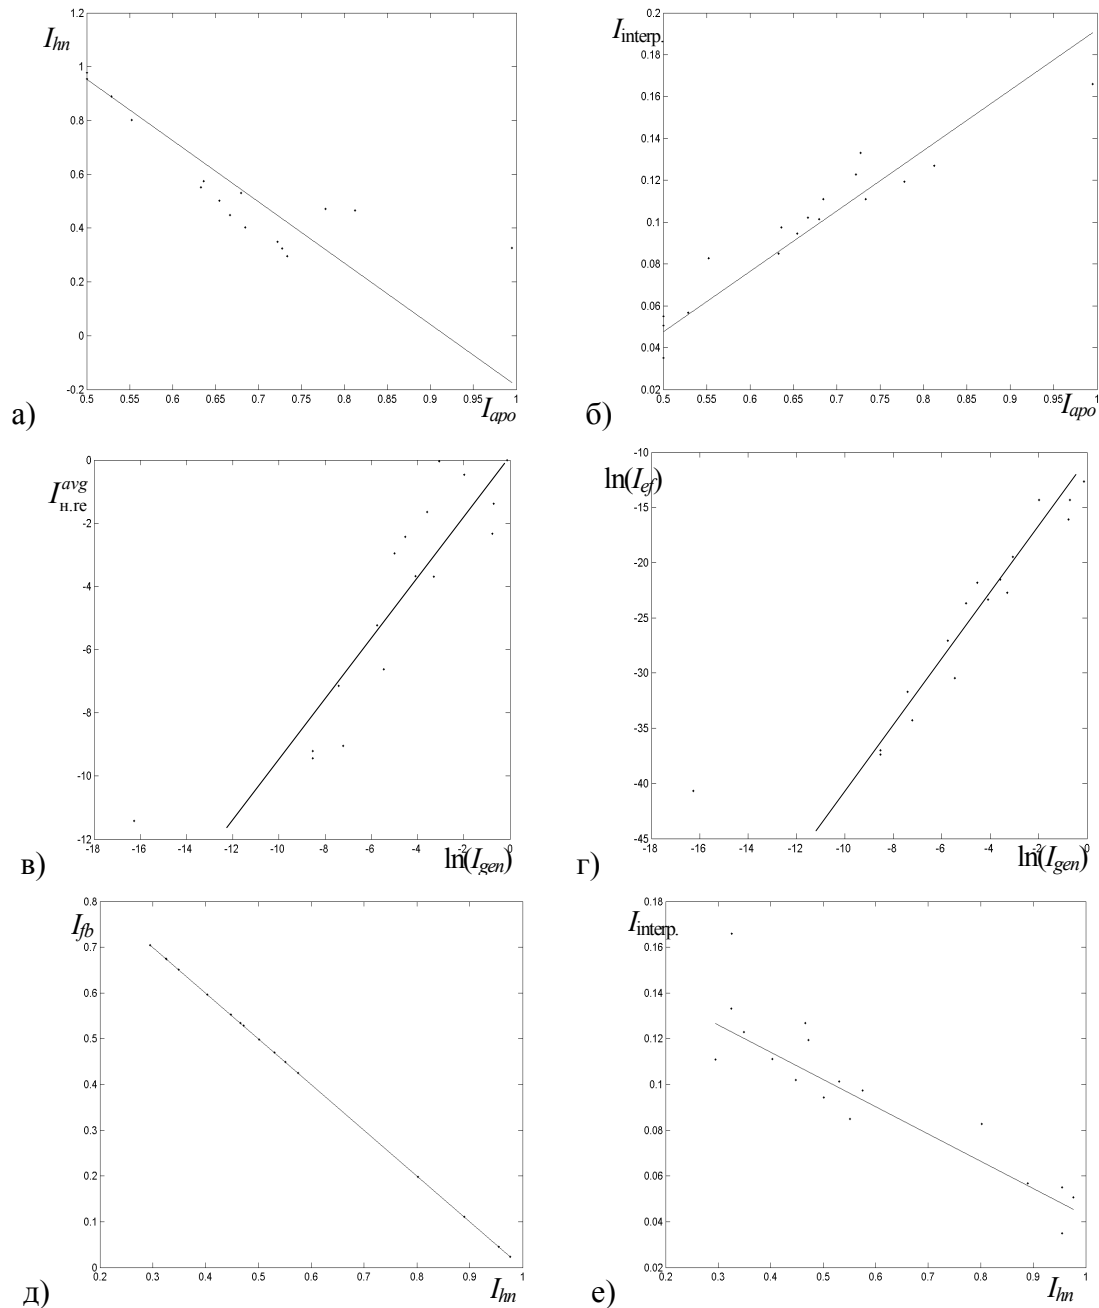 1.2
1
0.8
0.6
0.4
0.2
0
-0.2
I_hn
0.5 0.55 0.6 0.65 0.7 0.75 0.8 0.85 0.9 0.95 1
I_apo
а)
0.2
0.18
0.16
0.14
0.12
0.1
0.08
0.06
0.04
0.02
I_interp.
0.5 0.55 0.6 0.65 0.7 0.75 0.8 0.85 0.9 0.95 1
I_apo
б)
0
-2
-4
-6
-8
-10
-12
I_н.ге^avg
-18 -16 -14 -12 -10 -8 -6 -4 -2 0
ln(I_gen)
в)
-10
-15
-20
-25
-30
-35
-40
-45
ln(I_ef)
-18 -16 -14 -12 -10 -8 -6 -4 -2 0
ln(I_gen)
г)
0.8
0.7
0.6
0.5
0.4
0.3
0.2
0.1
0
I_fb
0.2 0.3 0.4 0.5 0.6 0.7 0.8 0.9 1
I_hn
д)
0.18
0.16
0.14
0.12
0.1
0.08
0.06
0.04
0.02
I_interp.
0.2 0.3 0.4 0.5 0.6 0.7 0.8 0.9 1
I_hn
е)